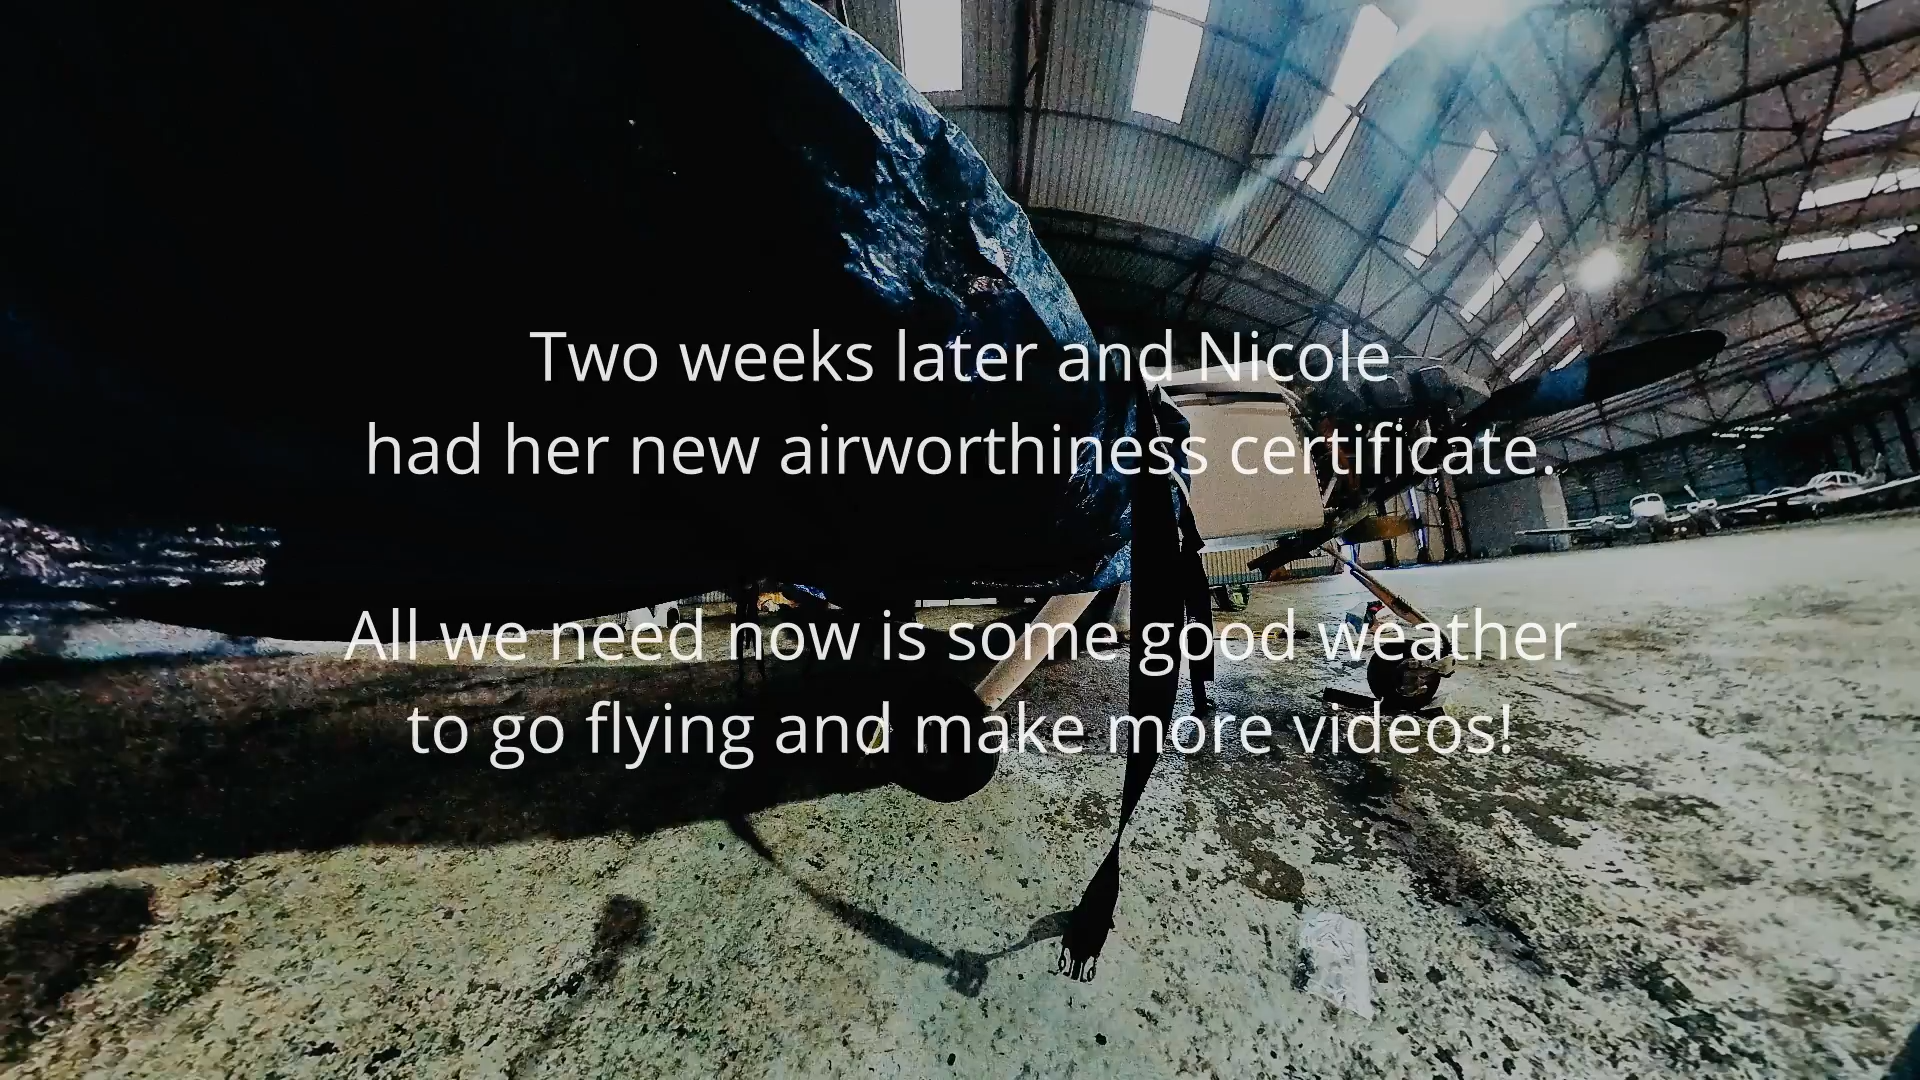 Two weeks later and Nicole
had her new airworthiness certificate.
All we need now is some good weather
to go flying and make more videos!